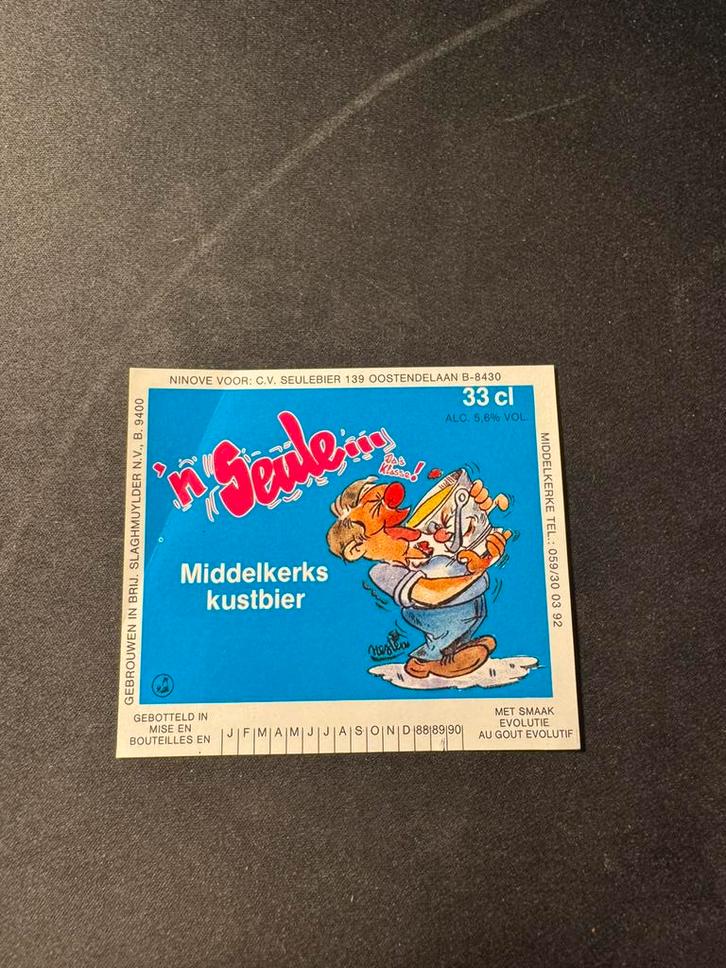 GEBROUWEN IN BRIJ. SLAGHMUYLDER N.V., B. 9400
NINOVE VOOR: C.V. SEULEBIER 139 OOSTENDELAAN B-8430
MIDDELKERKE TEL.: 059/30 03 92
33 cl
ALC. 5,6% VOL.
'n Seule...
Da's
Klasse!
Middelkerks
kustbier
GEBOTTELD IN
MISE EN
BOUTEILLES EN
J F M A M J J A S O N D 88 89 90
MET SMAAK
EVOLUTIE
AU GOUT EVOLUTIF